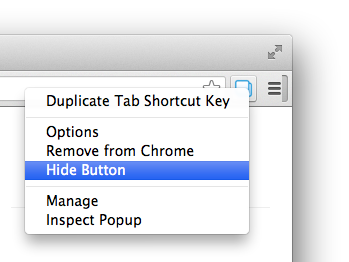 Duplicate Tab Shortcut Key
Options
Remove from Chrome
Hide Button
Manage
Inspect Popup